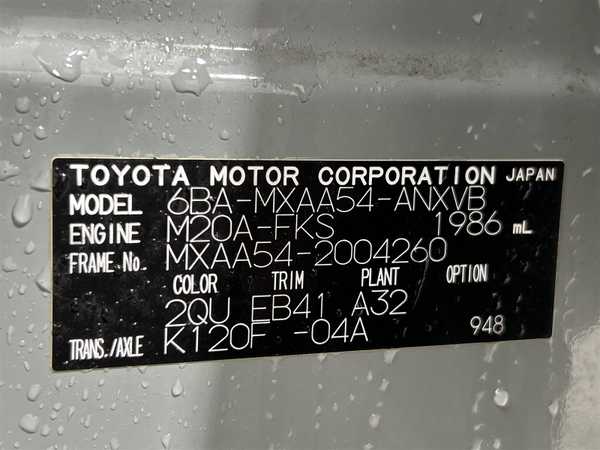 TOYOTA MOTOR CORPORATION JAPAN
MODEL 6BA-MXAA54-ANXVB
ENGINE M20A-FKS 1986 mL
FRAME No. MXAA54-2004260
COLOR TRIM PLANT OPTION
2QU EB41 A32
TRANS./AXLE K120F -04A 948